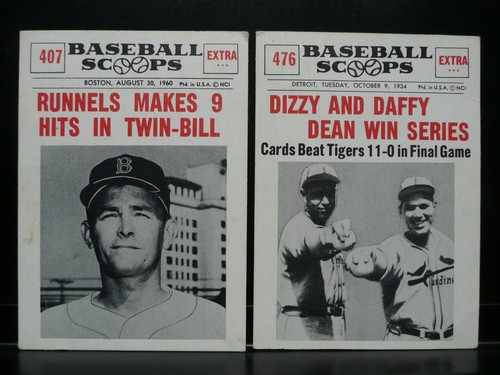 407
BASEBALL
SCOOPS
EXTRA
BOSTON, AUGUST 30, 1960 Ptd. in U.S.A. © NCI
RUNNELS MAKES 9
HITS IN TWIN-BILL
B
476
BASEBALL
SCOOPS
EXTRA
DETROIT, TUESDAY, OCTOBER 9, 1934 Ptd. in U.S.A. © NCI
DIZZY AND DAFFY
DEAN WIN SERIES
Cards Beat Tigers 11-0 in Final Game